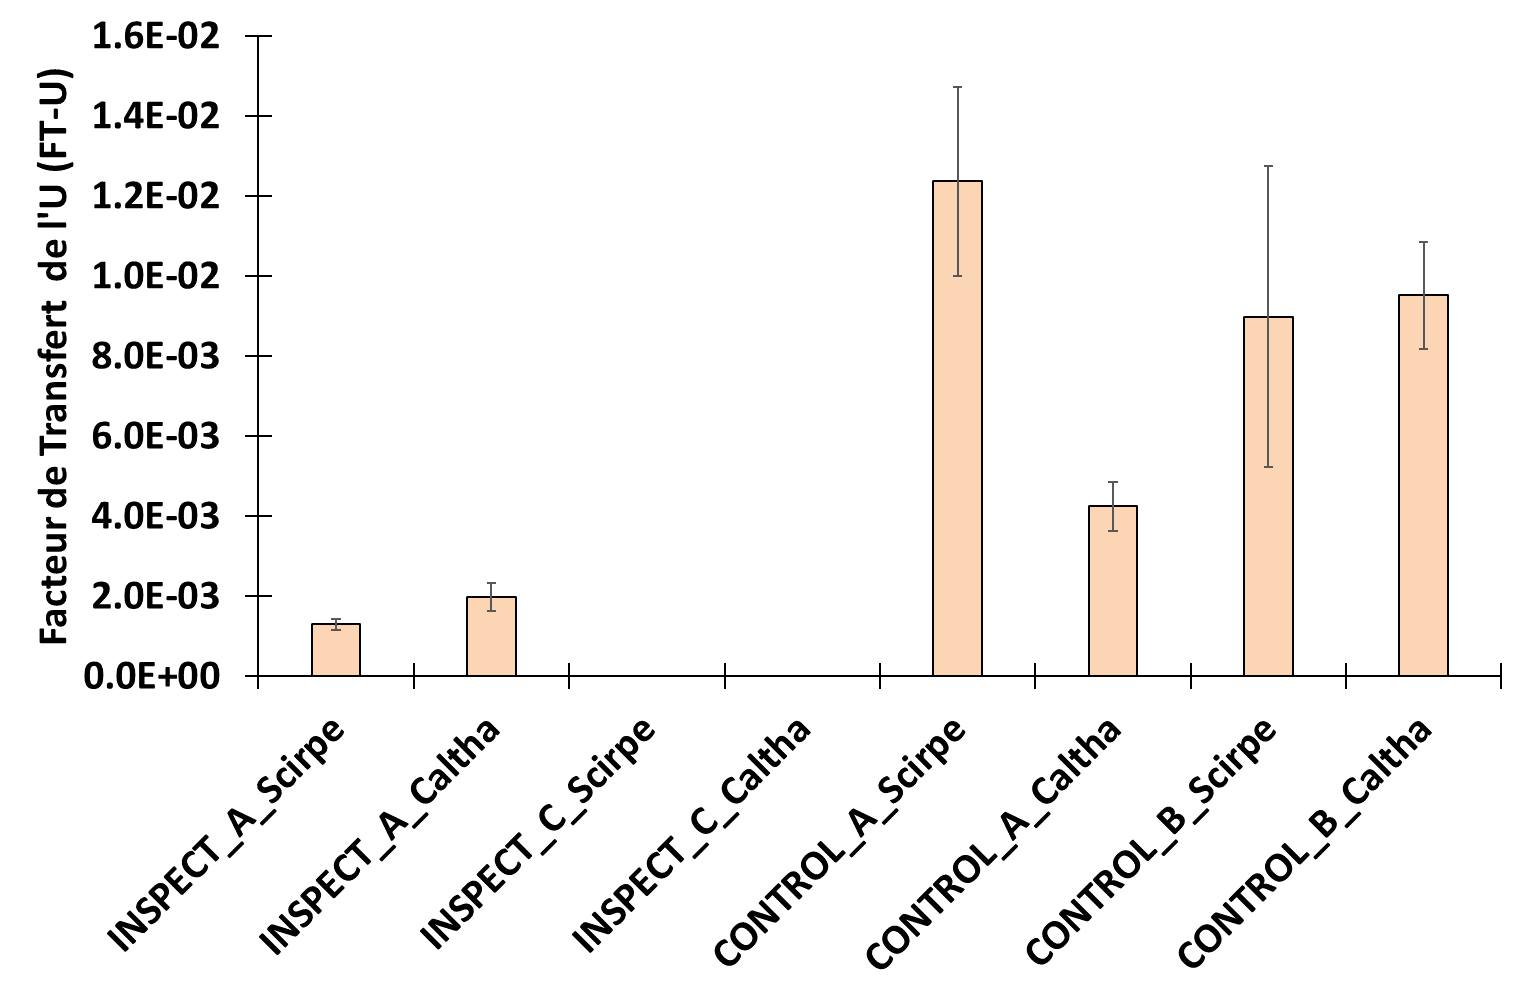 Facteur de Transfert de l'U (FT-U)
1.6E-02
1.4E-02
1.2E-02
1.0E-02
8.0E-03
6.0E-03
4.0E-03
2.0E-03
0.0E+00
INSPECT_A_Scirpe
INSPECT_A_Caltha
INSPECT_C_Scirpe
INSPECT_C_Caltha
CONTROL_A_Scirpe
CONTROL_A_Caltha
CONTROL_B_Scirpe
CONTROL_B_Caltha